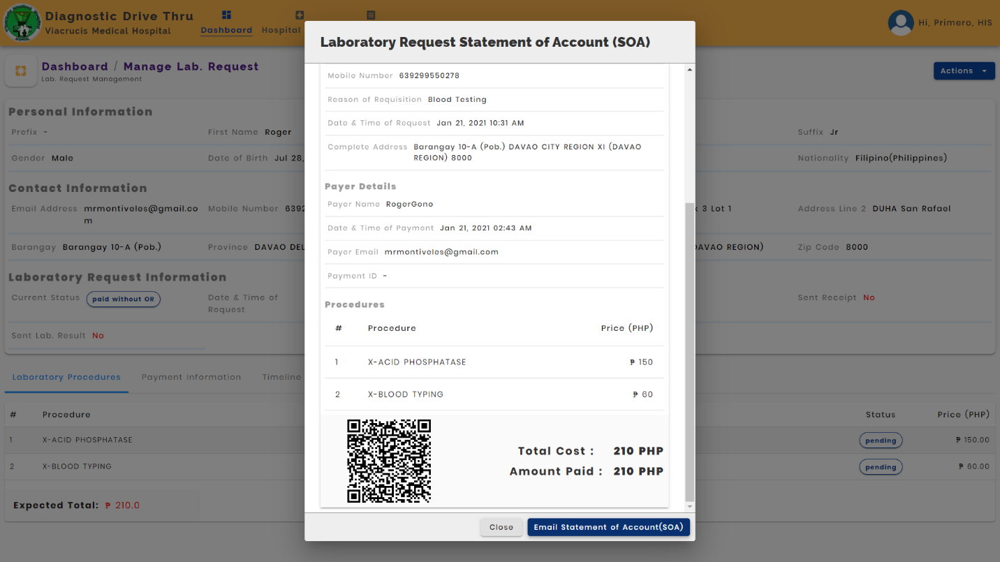 Diagnostic Drive Thru
Viacrucis Medical Hospital
Dashboard
Hospital
Hi, Primero, HIS
Dashboard / Manage Lab. Request
Lab. Request Management
Actions
Personal Information
Prefix -
First Name Roger
Suffix Jr
Gender Male
Date of Birth Jul 28,
Nationality Filipino(Philippines)
Contact Information
Email Address mrmontiveles@gmail.co
m
Mobile Number 6392
3 Lot 1
Address Line 2 DUHA San Rafael
Barangay Barangay 10-A (Pob.)
Province DAVAO DEL
DAVAO REGION)
Zip Code 8000
Laboratory Request Information
Current Status paid without OR
Date & Time of
Request
Sent Receipt No
Sent Lab. Result No
Laboratory Procedures
Payment Information
Timeline
# Procedure Status Price (PHP)
1 X-ACID PHOSPHATASE pending ₱ 150.00
2 X-BLOOD TYPING pending ₱ 60.00
Expected Total: ₱ 210.0
Laboratory Request Statement of Account (SOA)
Mobile Number 639299550278
Reason of Requisition Blood Testing
Date & Time of Request Jan 21, 2021 10:31 AM
Complete Address Barangay 10-A (Pob.) DAVAO CITY REGION XI (DAVAO
REGION) 8000
Payer Details
Payer Name RogerGono
Date & Time of Payment Jan 21, 2021 02:43 AM
Payer Email mrmontiveles@gmail.com
Payment ID -
Procedures
# Procedure Price (PHP)
1 X-ACID PHOSPHATASE ₱ 150
2 X-BLOOD TYPING ₱ 60
Total Cost : 210 PHP
Amount Paid : 210 PHP
Close
Email Statement of Account(SOA)